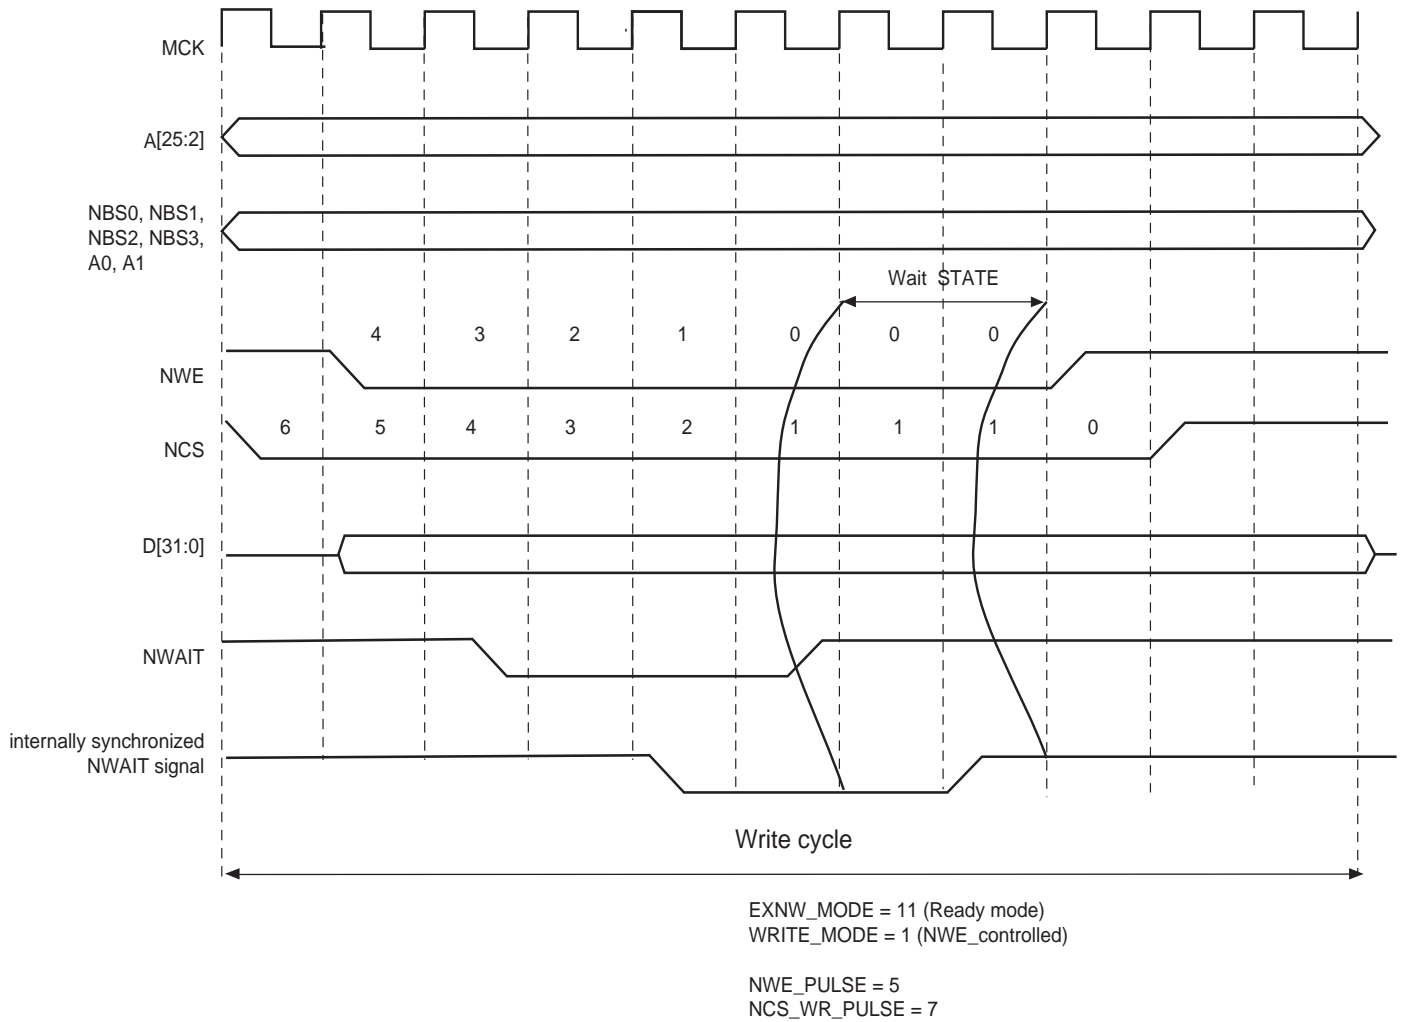 MCK
A[25:2]
NBS0, NBS1,
NBS2, NBS3,
A0, A1
Wait STATE
4 3 2 1 0 0 0
NWE
6 5 4 3 2 1 1 1 0
NCS
D[31:0]
NWAIT
internally synchronized
NWAIT signal
Write cycle
EXNW_MODE = 11 (Ready mode)
WRITE_MODE = 1 (NWE_controlled)
NWE_PULSE = 5
NCS_WR_PULSE = 7